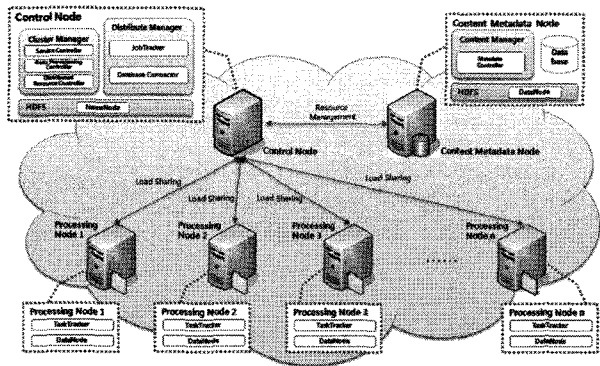 Control Node
Cluster Manager
Distribute Manager
JobTracker
Database Connector
HDFS
NameNode
Content Metadata Node
Content Manager
Metadata
Controller
Data
base
HDFS
DataNode
Resource
Management
Control Node
Content Metadata Node
Load Sharing
Load Sharing
Load Sharing
Load Sharing
Processing
Node 1
Processing
Node 2
Processing
Node 3
Processing
Node n
......
Processing Node 1
TaskTracker
DataNode
Processing Node 2
TaskTracker
DataNode
Processing Node 3
TaskTracker
DataNode
Processing Node n
TaskTracker
DataNode